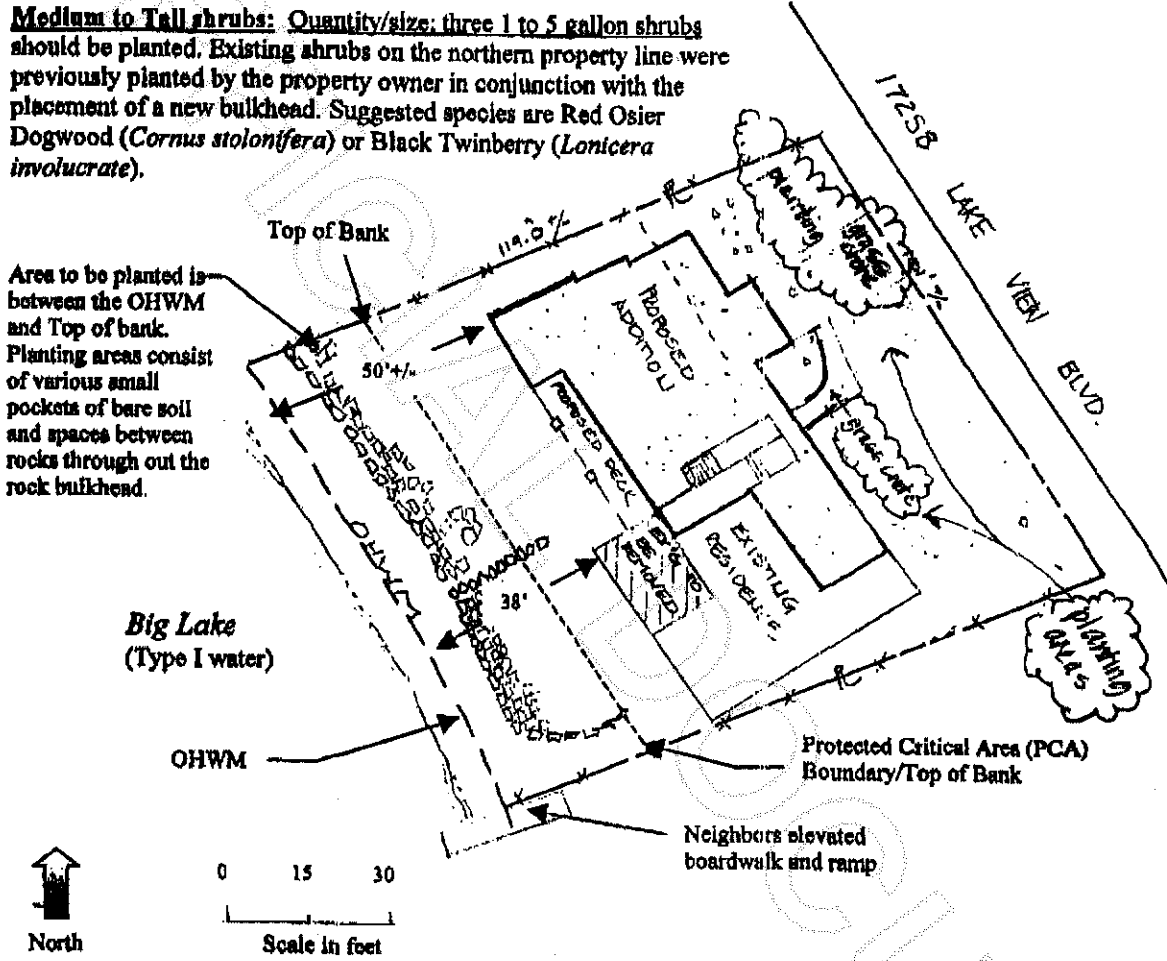 Medium to Tall shrubs: Quantity/size: three 1 to 5 gallon shrubs
should be planted. Existing shrubs on the northern property line were
previously planted by the property owner in conjunction with the
placement of a new bulkhead. Suggested species are Red Osier
Dogwood (Cornus stolonifera) or Black Twinberry (Lonicera
involucrate).
17258 LAKE VIEW BLVD.
Top of Bank
119.0' +/-
Area to be planted is
between the OHWM
and Top of bank.
Planting areas consist
of various small
pockets of bare soil
and spaces between
rocks through out the
rock bulkhead.
planting
50'+/-
PROPOSED
ADDITION
PROPOSED DECK
EXISTING
RESIDENCE
REMOVED
38'
Big Lake
(Type I water)
OHWM
planting
areas
Protected Critical Area (PCA)
Boundary/Top of Bank
Neighbors elevated
boardwalk and ramp
0 15 30
Scale in feet
North